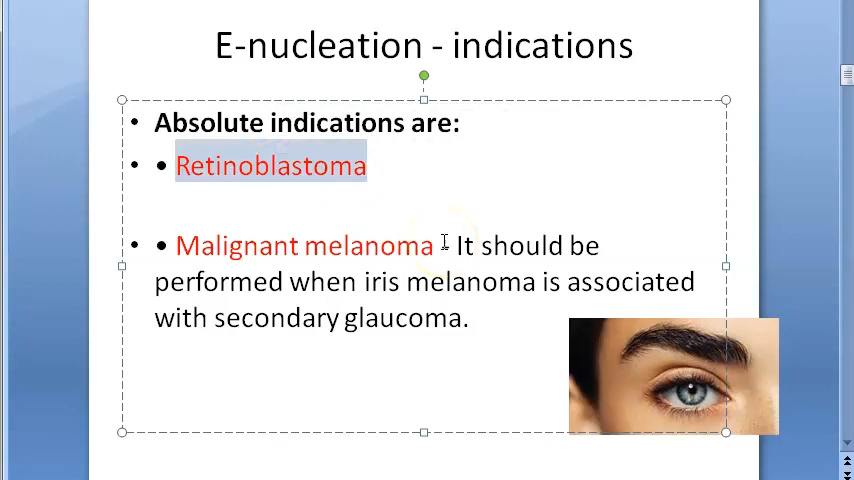 E-nucleation - indications
• Absolute indications are:
• • Retinoblastoma
• • Malignant melanoma - It should be
performed when iris melanoma is associated
with secondary glaucoma.